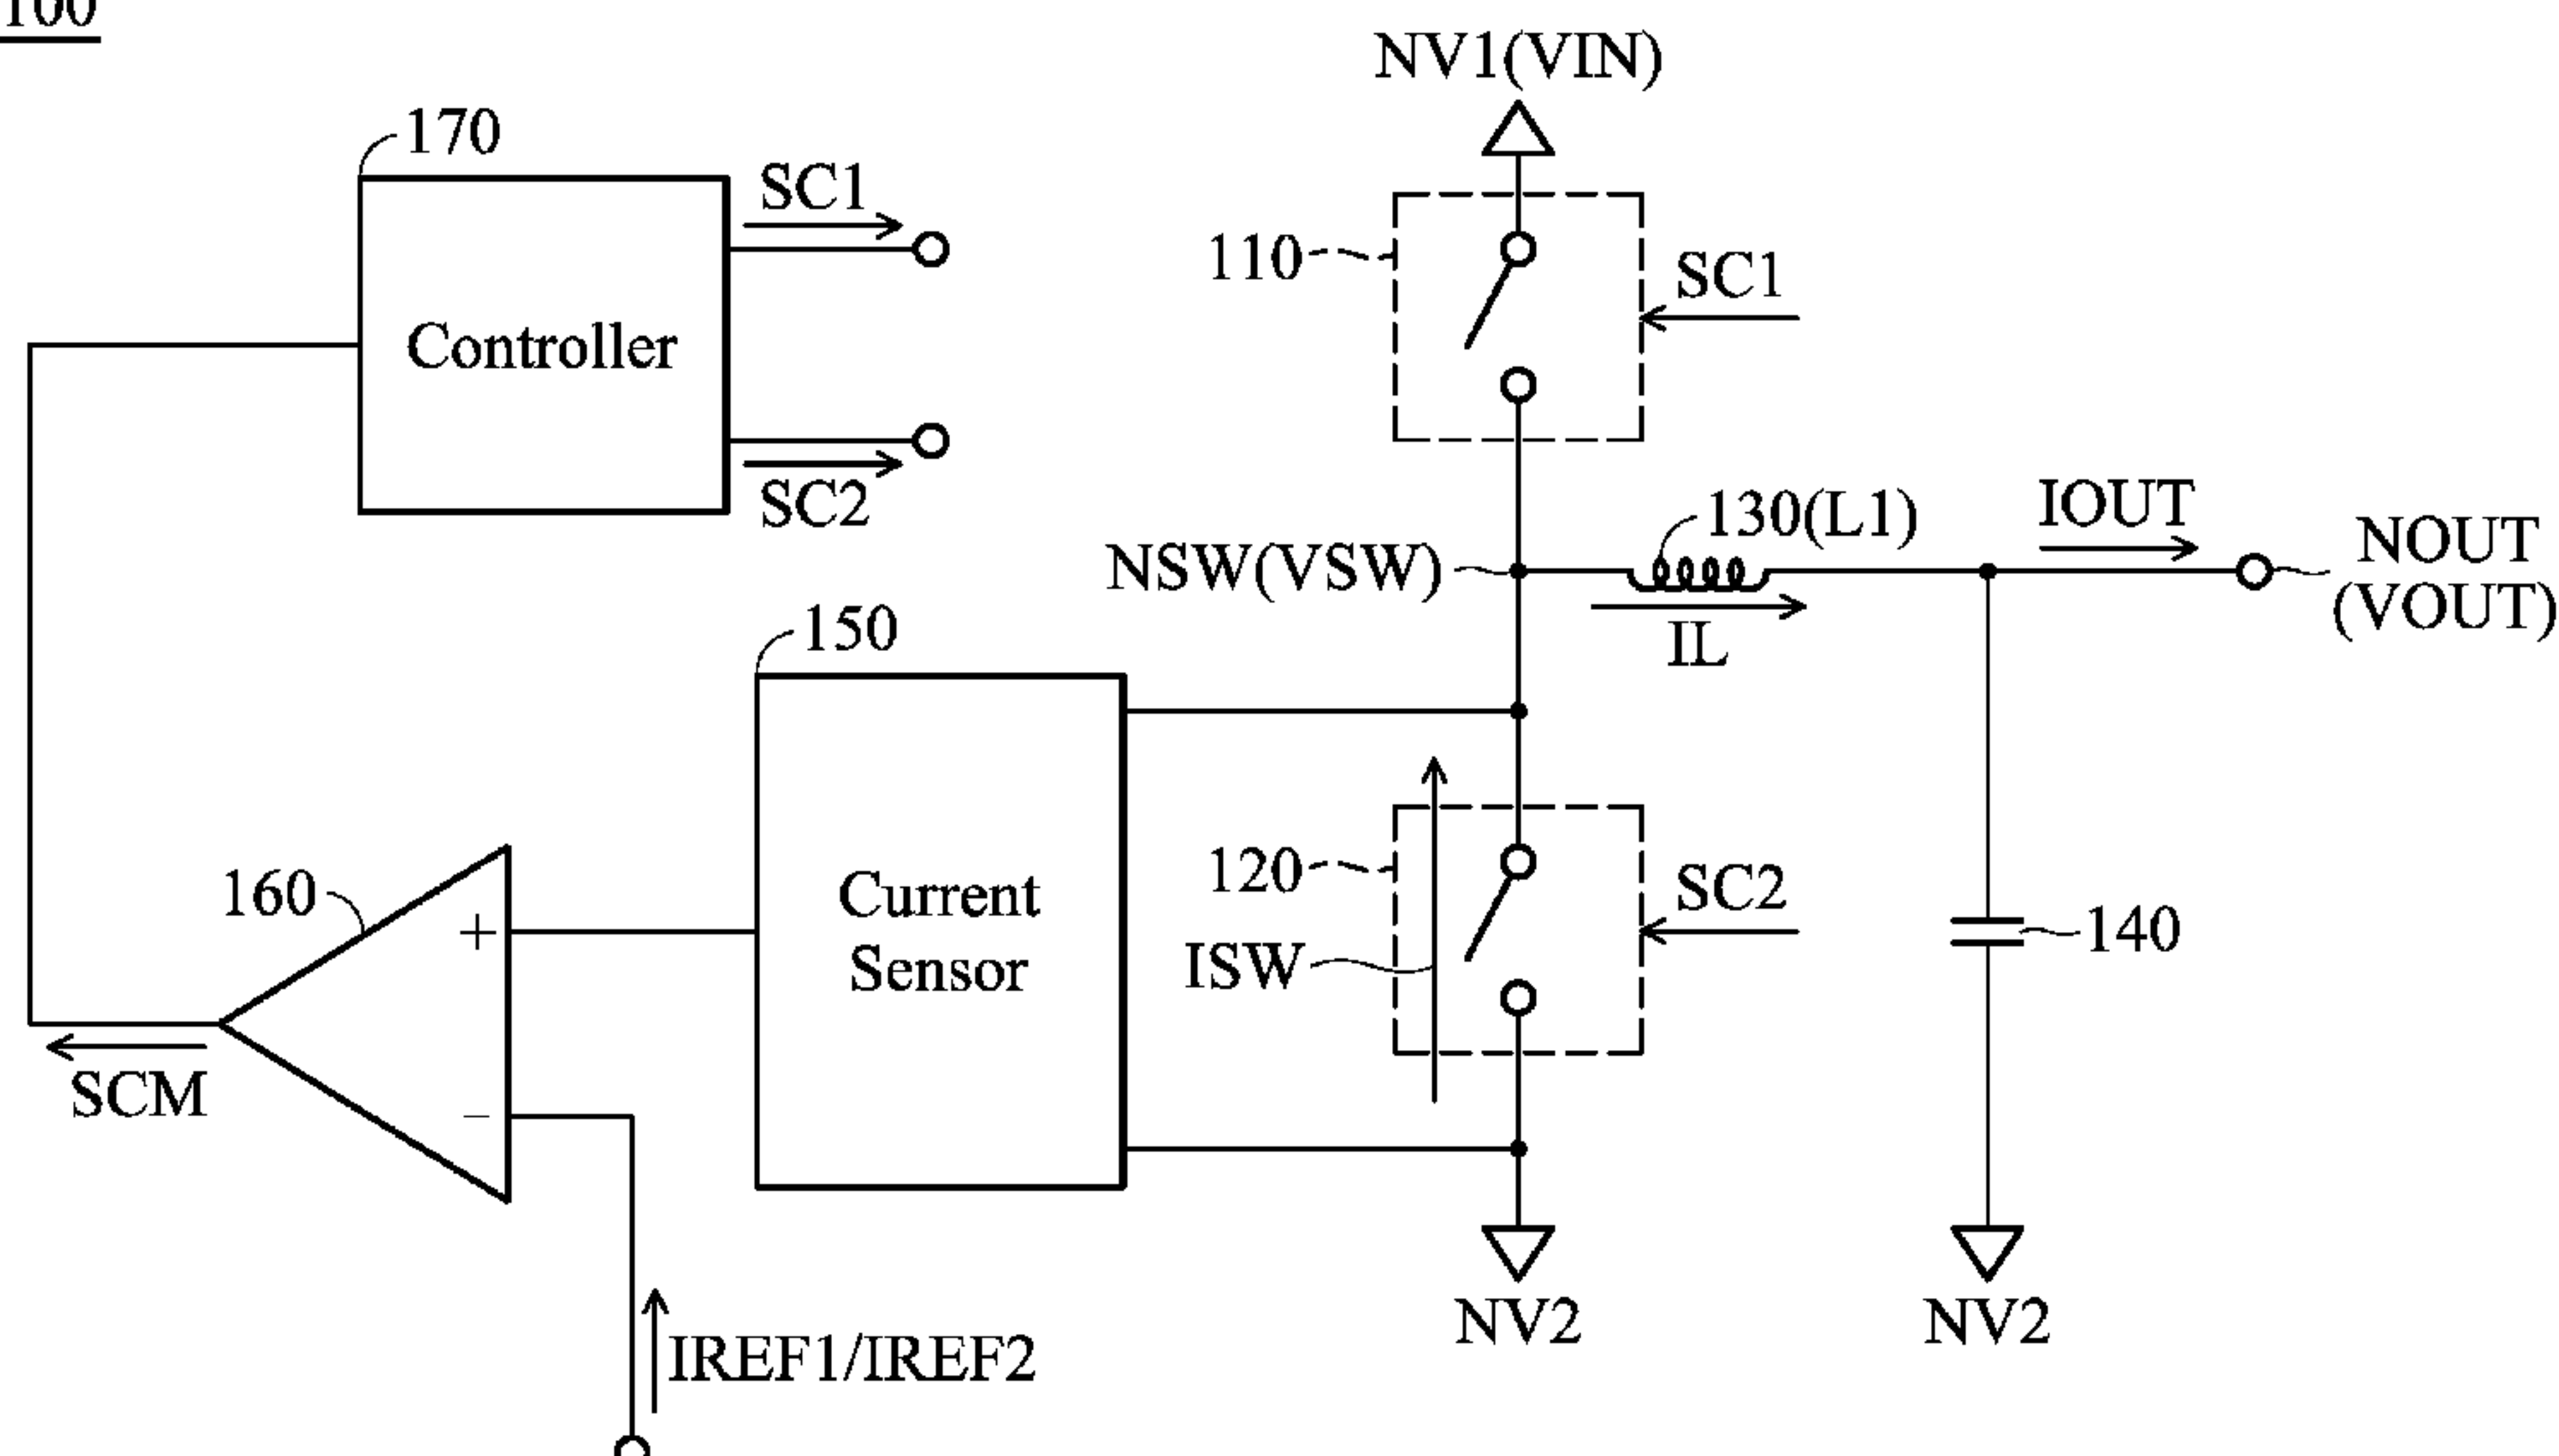 100
NV1(VIN)
170
SC1
Controller
SC2
110
SC1
NSW(VSW)
130(L1)
IL
IOUT
NOUT
(VOUT)
150
Current
Sensor
160
+
−
SCM
120
ISW
SC2
140
NV2
NV2
IREF1/IREF2